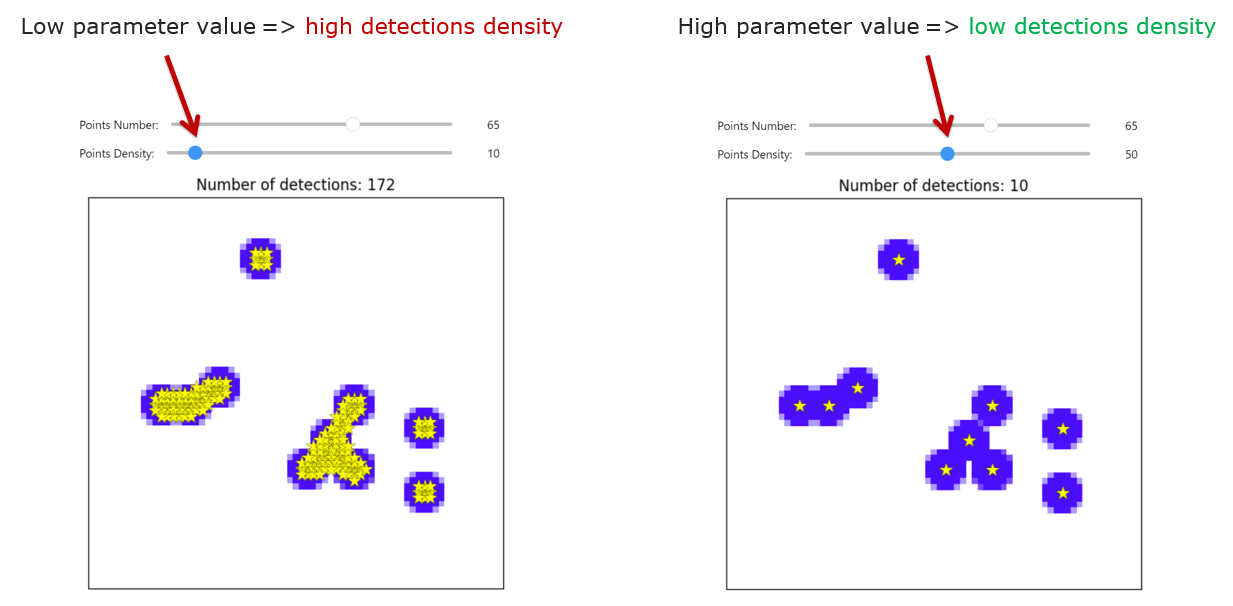 Low parameter value => high detections density
Points Number: 65
Points Density: 10
Number of detections: 172
High parameter value => low detections density
Points Number: 65
Points Density: 50
Number of detections: 10